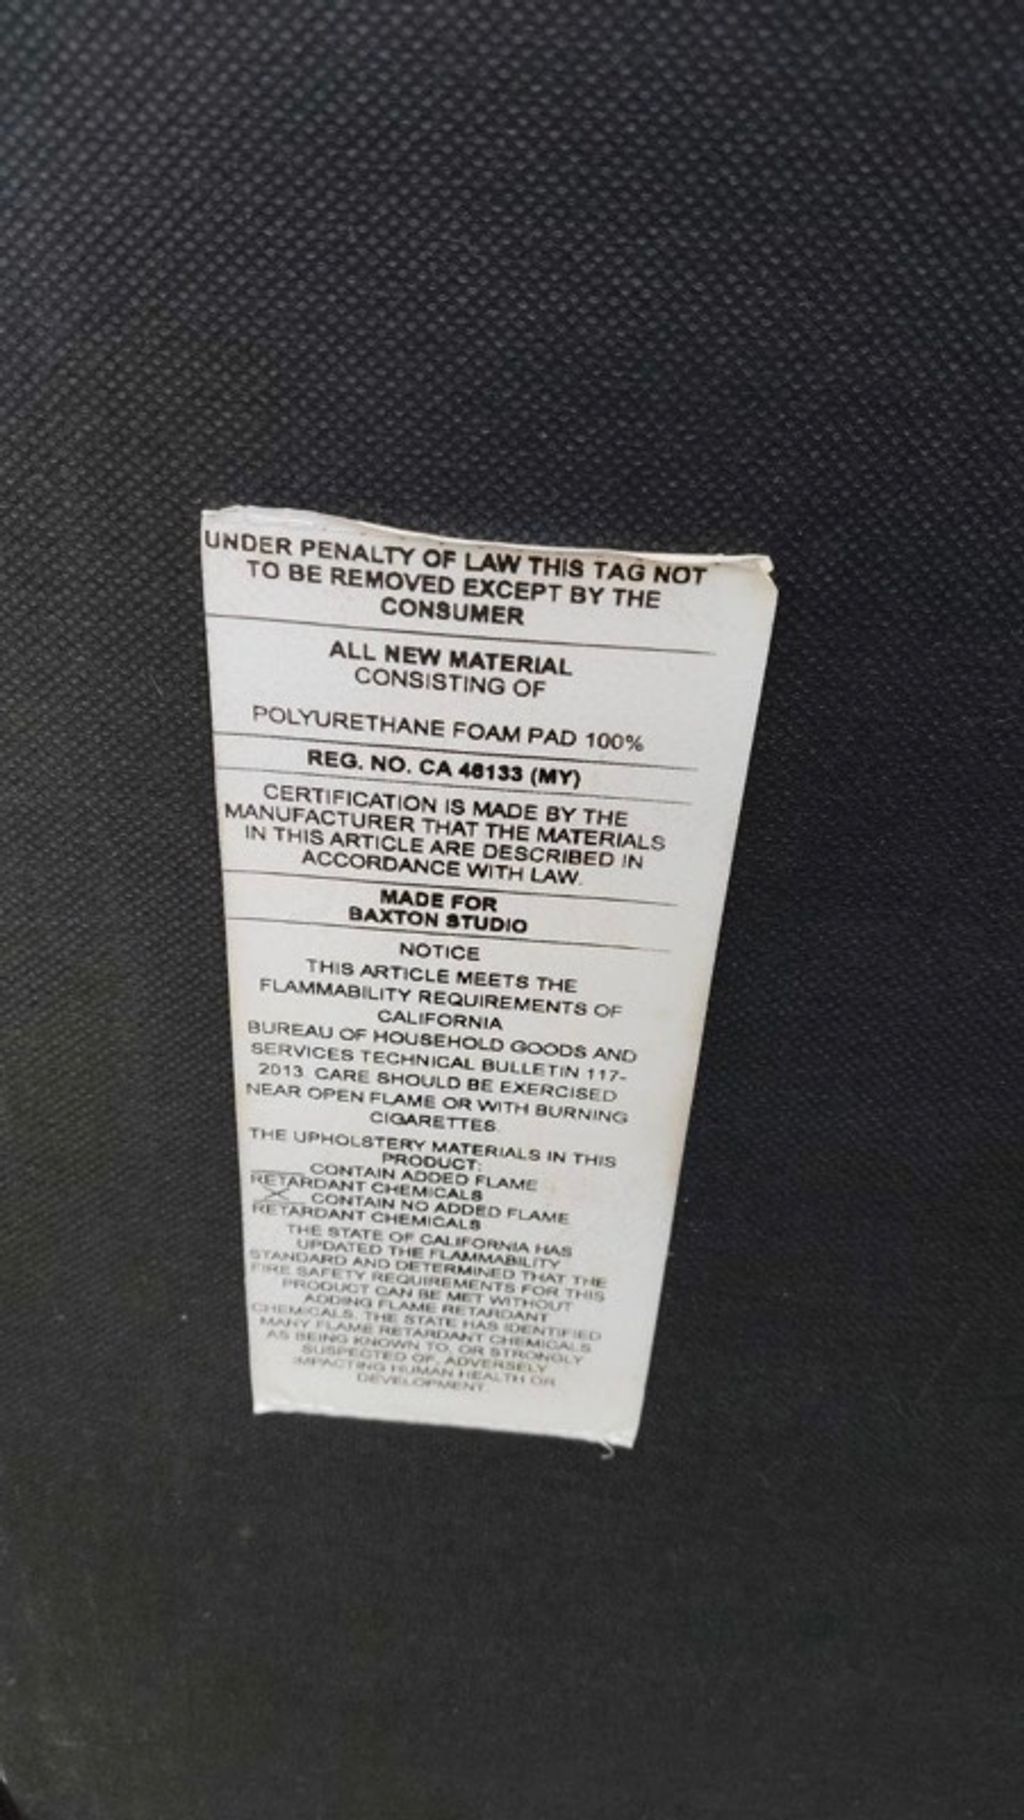 UNDER PENALTY OF LAW THIS TAG NOT
TO BE REMOVED EXCEPT BY THE
CONSUMER
ALL NEW MATERIAL
CONSISTING OF
POLYURETHANE FOAM PAD 100%
REG. NO. CA 46133 (MY)
CERTIFICATION IS MADE BY THE
MANUFACTURER THAT THE MATERIALS
IN THIS ARTICLE ARE DESCRIBED IN
ACCORDANCE WITH LAW.
MADE FOR
BAXTON STUDIO
NOTICE
THIS ARTICLE MEETS THE
FLAMMABILITY REQUIREMENTS OF
CALIFORNIA
BUREAU OF HOUSEHOLD GOODS AND
SERVICES TECHNICAL BULLETIN 117-
2013. CARE SHOULD BE EXERCISED
NEAR OPEN FLAME OR WITH BURNING
CIGARETTES.
THE UPHOLSTERY MATERIALS IN THIS
PRODUCT:
_____ CONTAIN ADDED FLAME
RETARDANT CHEMICALS
__X__ CONTAIN NO ADDED FLAME
RETARDANT CHEMICALS
THE STATE OF CALIFORNIA HAS
UPDATED THE FLAMMABILITY
STANDARD AND DETERMINED THAT THE
FIRE SAFETY REQUIREMENTS FOR THIS
PRODUCT CAN BE MET WITHOUT
ADDING FLAME RETARDANT
CHEMICALS. THE STATE HAS IDENTIFIED
MANY FLAME RETARDANT CHEMICALS
AS BEING KNOWN TO, OR STRONGLY
SUSPECTED OF, ADVERSELY
IMPACTING HUMAN HEALTH OR
DEVELOPMENT.